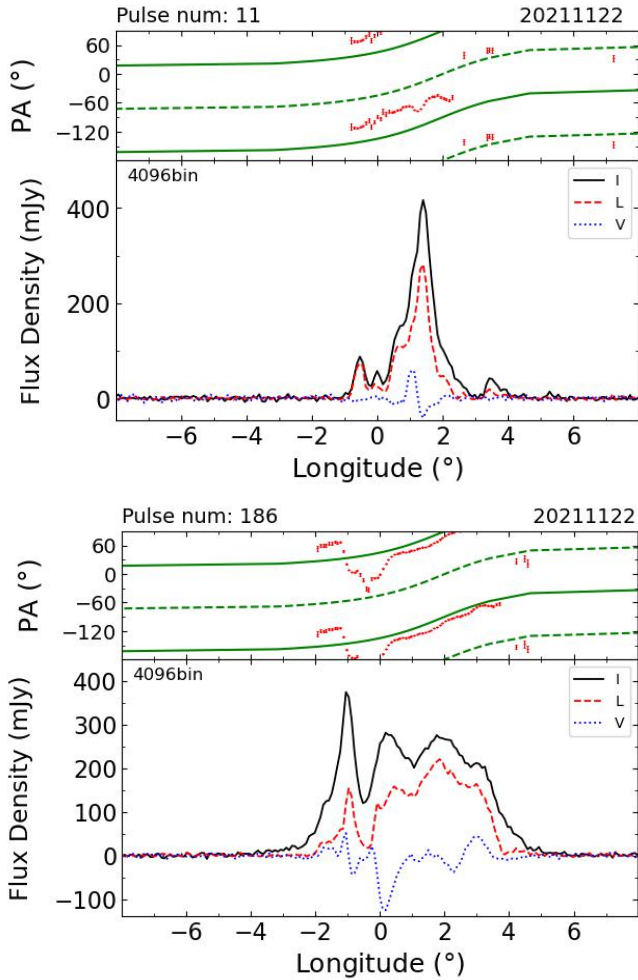 Pulse num: 11 20211122
60
0
−60
−120
PA (°)
4096bin
I
L
V
400
200
0
Flux Density (mJy)
−6 −4 −2 0 2 4 6
Longitude (°)
Pulse num: 186 20211122
60
0
−60
−120
PA (°)
4096bin
I
L
V
400
300
200
100
0
−100
Flux Density (mJy)
−6 −4 −2 0 2 4 6
Longitude (°)